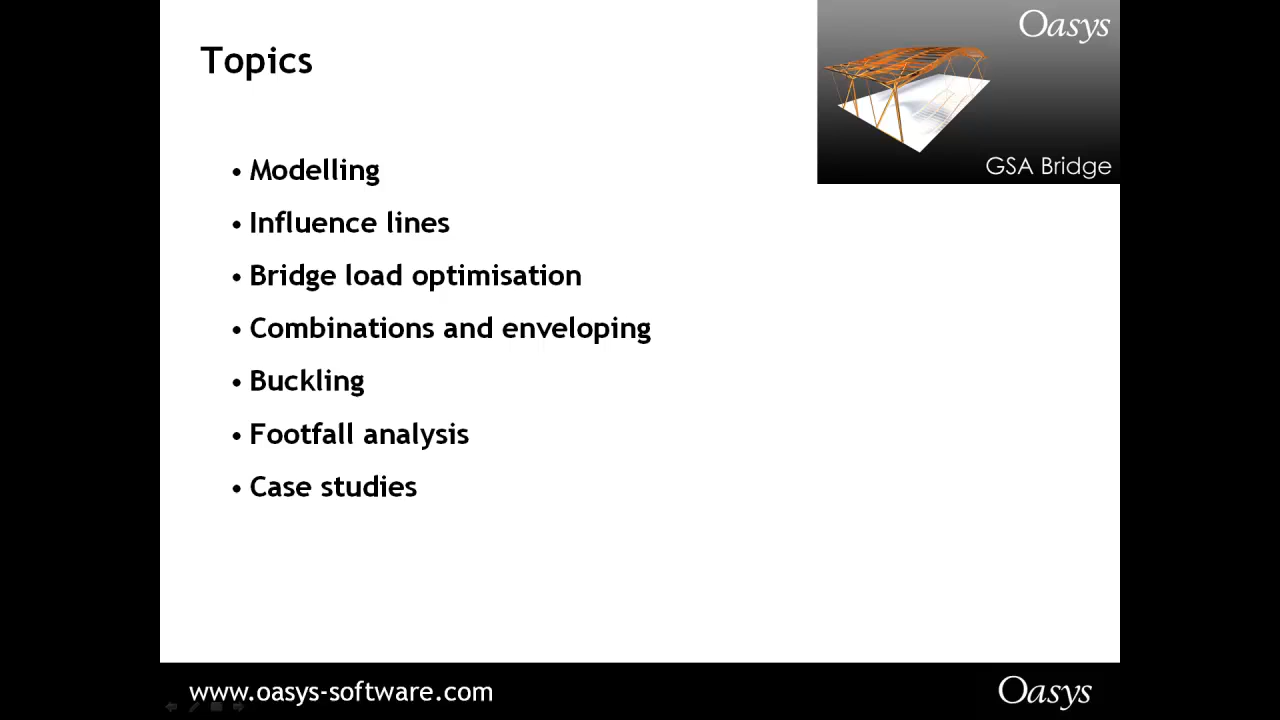 Topics
Oasys
GSA Bridge
• Modelling
• Influence lines
• Bridge load optimisation
• Combinations and enveloping
• Buckling
• Footfall analysis
• Case studies
www.oasys-software.com
Oasys